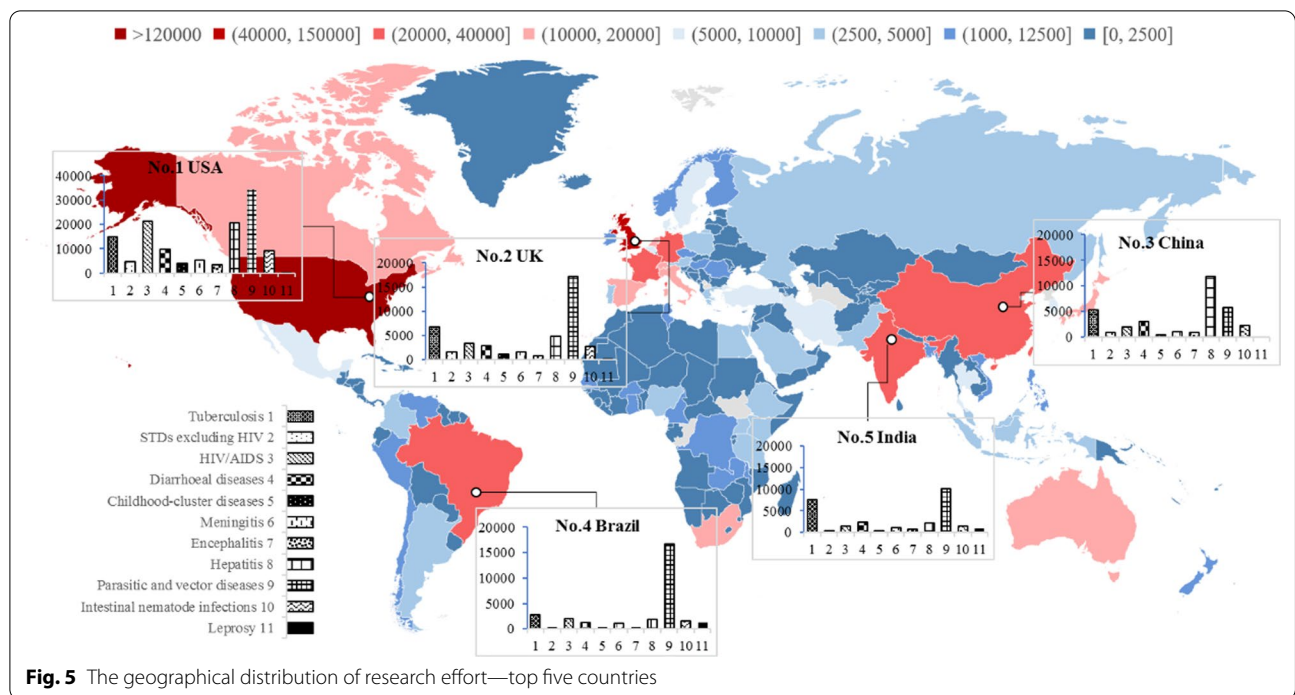 >120000 (40000, 150000] (20000, 40000] (10000, 20000] (5000, 10000] (2500, 5000] (1000, 12500] [0, 2500]
No.1 USA
40000
30000
20000
10000
0
1 2 3 4 5 6 7 8 9 10 11
No.2 UK
20000
15000
10000
5000
0
1 2 3 4 5 6 7 8 9 10 11
No.3 China
20000
15000
10000
5000
0
1 2 3 4 5 6 7 8 9 10 11
Tuberculosis 1
STDs excluding HIV 2
HIV/AIDS 3
Diarrhoeal diseases 4
Childhood-cluster diseases 5
Meningitis 6
Encephalitis 7
Hepatitis 8
Parasitic and vector diseases 9
Intestinal nematode infections 10
Leprosy 11
No.4 Brazil
20000
15000
10000
5000
0
1 2 3 4 5 6 7 8 9 10 11
No.5 India
20000
15000
10000
5000
0
1 2 3 4 5 6 7 8 9 10 11
Fig. 5 The geographical distribution of research effort—top five countries